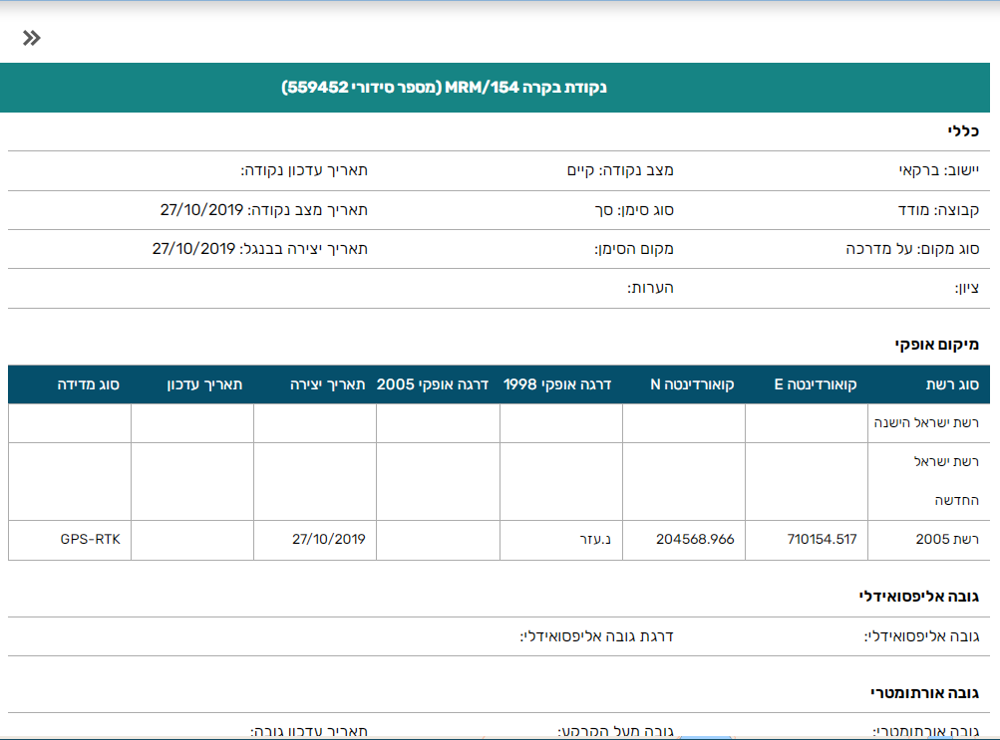 נקודת בקרה 154/MRM (מספר סידורי 559452)
כללי
יישוב: ברקאי מצב נקודה: קיים תאריך עדכון נקודה:
קבוצה: מודד סוג סימן: סך תאריך מצב נקודה: 27/10/2019
סוג מקום: על מדרכה מקום הסימן: תאריך יצירה בבנגל: 27/10/2019
ציון: הערות:
מיקום אופקי
סוג רשת קואורדינטה E קואורדינטה N דרגה אופקי 1998 דרגה אופקי 2005 תאריך יצירה תאריך עדכון סוג מדידה
רשת ישראל הישנה
רשת ישראל
החדשה
רשת 2005 710154.517 204568.966 נ.עזר 27/10/2019 GPS-RTK
גובה אליפסואידלי
גובה אליפסואידלי: דרגת גובה אליפסואידלי:
גובה אורתומטרי
גובה אורתומטרי: גובה מעל הקרקע: תאריך עדכון גובה: